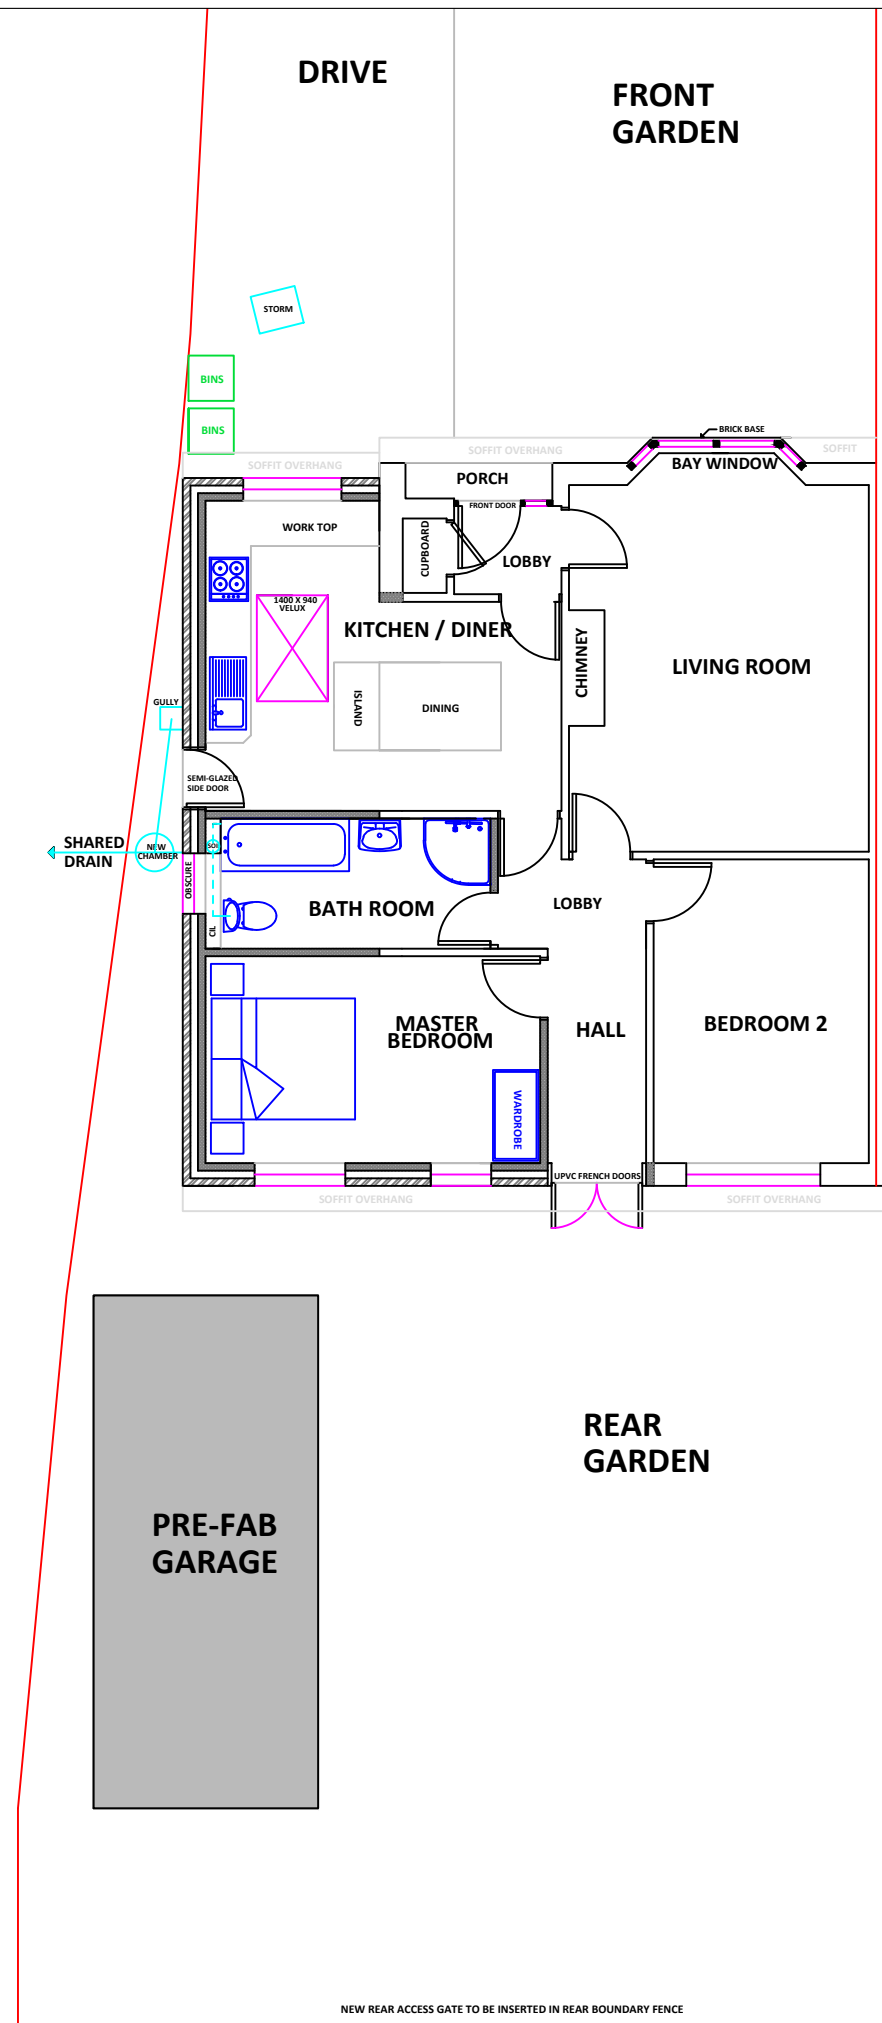 DRIVE
FRONT
GARDEN
STORM
BINS
BINS
BRICK BASE
SOFFIT OVERHANG
SOFFIT OVERHANG
SOFFIT
BAY WINDOW
PORCH
FRONT DOOR
WORK TOP
CUPBOARD
LOBBY
1400 X 940
VELUX
KITCHEN / DINER
CHIMNEY
LIVING ROOM
ISLAND
DINING
GULLY
SEMI-GLAZED
SIDE DOOR
SHARED
DRAIN
NEW
CHAMBER
OBSCURE
CIL
BATH ROOM
LOBBY
MASTER
BEDROOM
HALL
BEDROOM 2
WARDROBE
UPVC FRENCH DOORS
SOFFIT OVERHANG
SOFFIT OVERHANG
REAR
GARDEN
PRE-FAB
GARAGE
NEW REAR ACCESS GATE TO BE INSERTED IN REAR BOUNDARY FENCE